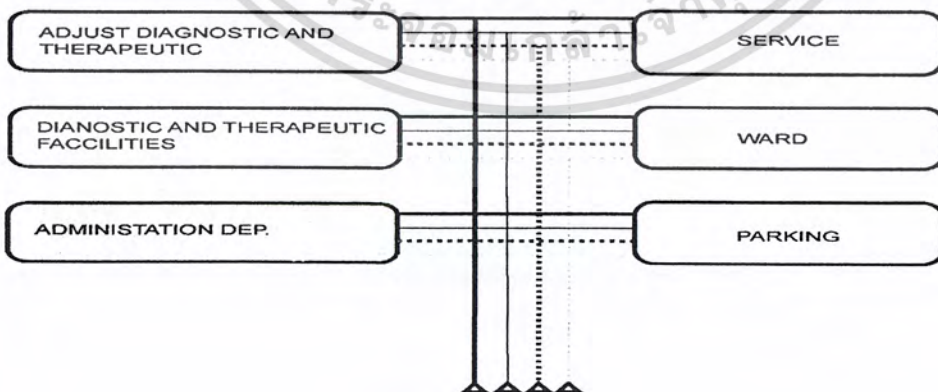 ADJUST DIAGNOSTIC AND
THERAPEUTIC
SERVICE
DIANOSTIC AND THERAPEUTIC
FACCILITIES
WARD
ADMINISTATION DEP.
PARKING